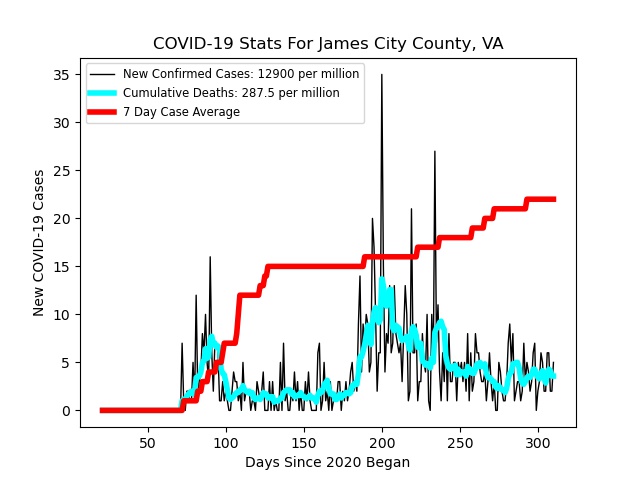 COVID-19 Stats For James City County, VA
New Confirmed Cases: 12900 per million
Cumulative Deaths: 287.5 per million
7 Day Case Average
New COVID-19 Cases
35
30
25
20
15
10
5
0
50 100 150 200 250 300
Days Since 2020 Began